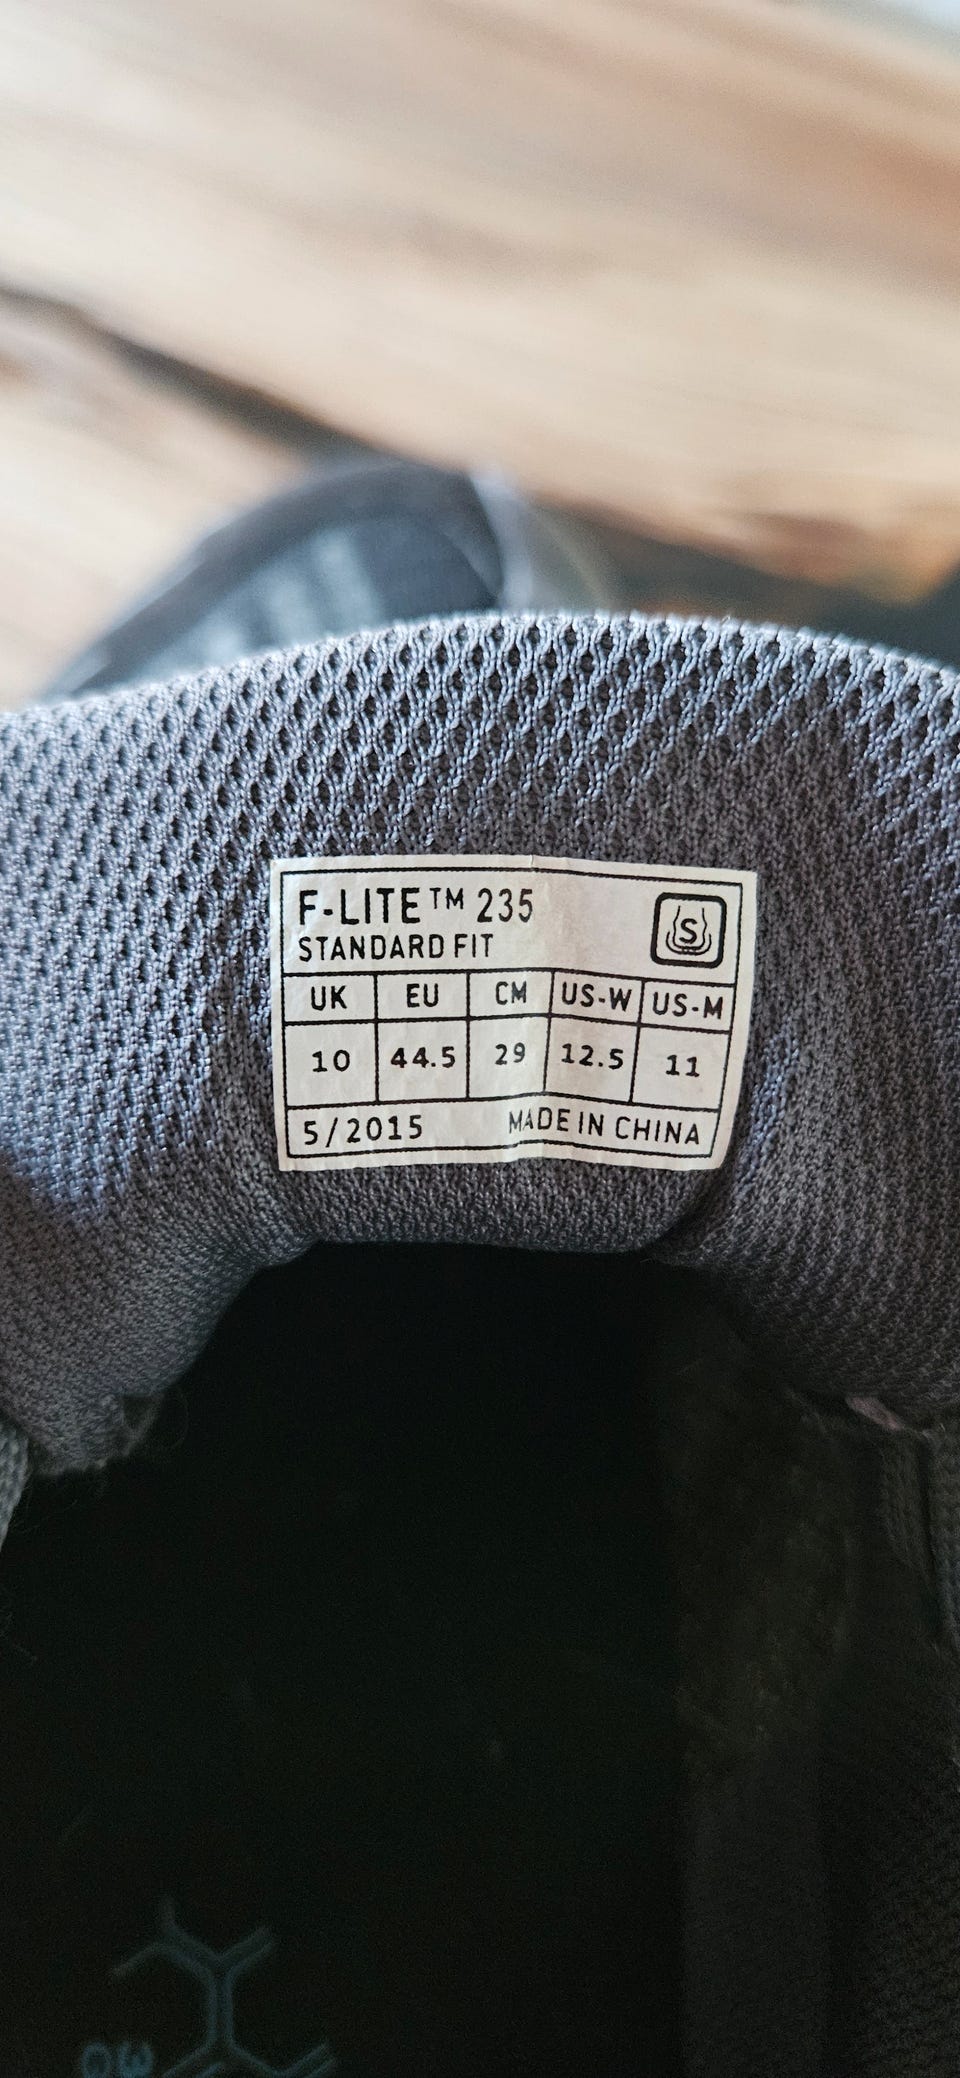 F-LITE™ 235
STANDARD FIT
S
UK EU CM US-W US-M
10 44.5 29 12.5 11
5/2015 MADE IN CHINA